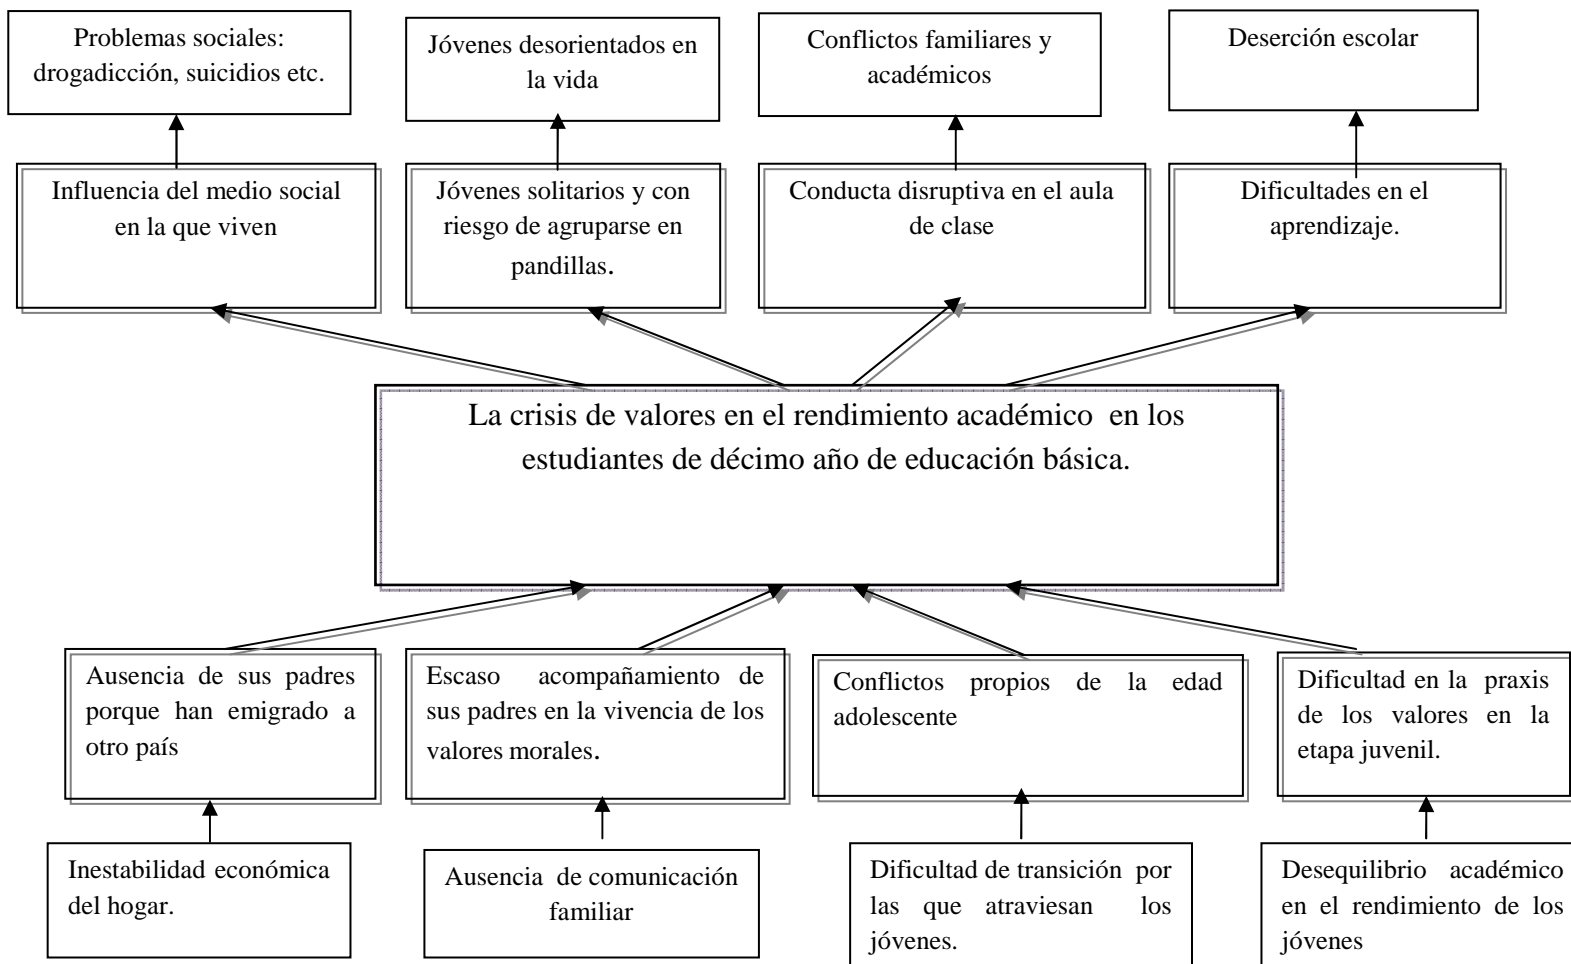 Problemas sociales:
drogadicción, suicidios etc.
Jóvenes desorientados en
la vida
Conflictos familiares y
académicos
Deserción escolar
Influencia del medio social
en la que viven
Jóvenes solitarios y con
riesgo de agruparse en
pandillas.
Conducta disruptiva en el aula
de clase
Dificultades en el
aprendizaje.
La crisis de valores en el rendimiento académico en los
estudiantes de décimo año de educación básica.
Ausencia de sus padres
porque han emigrado a
otro país
Escaso acompañamiento de
sus padres en la vivencia de los
valores morales.
Conflictos propios de la edad
adolescente
Dificultad en la praxis
de los valores en la
etapa juvenil.
Inestabilidad económica
del hogar.
Ausencia de comunicación
familiar
Dificultad de transición por
las que atraviesan los
jóvenes.
Desequilibrio académico
en el rendimiento de los
jóvenes